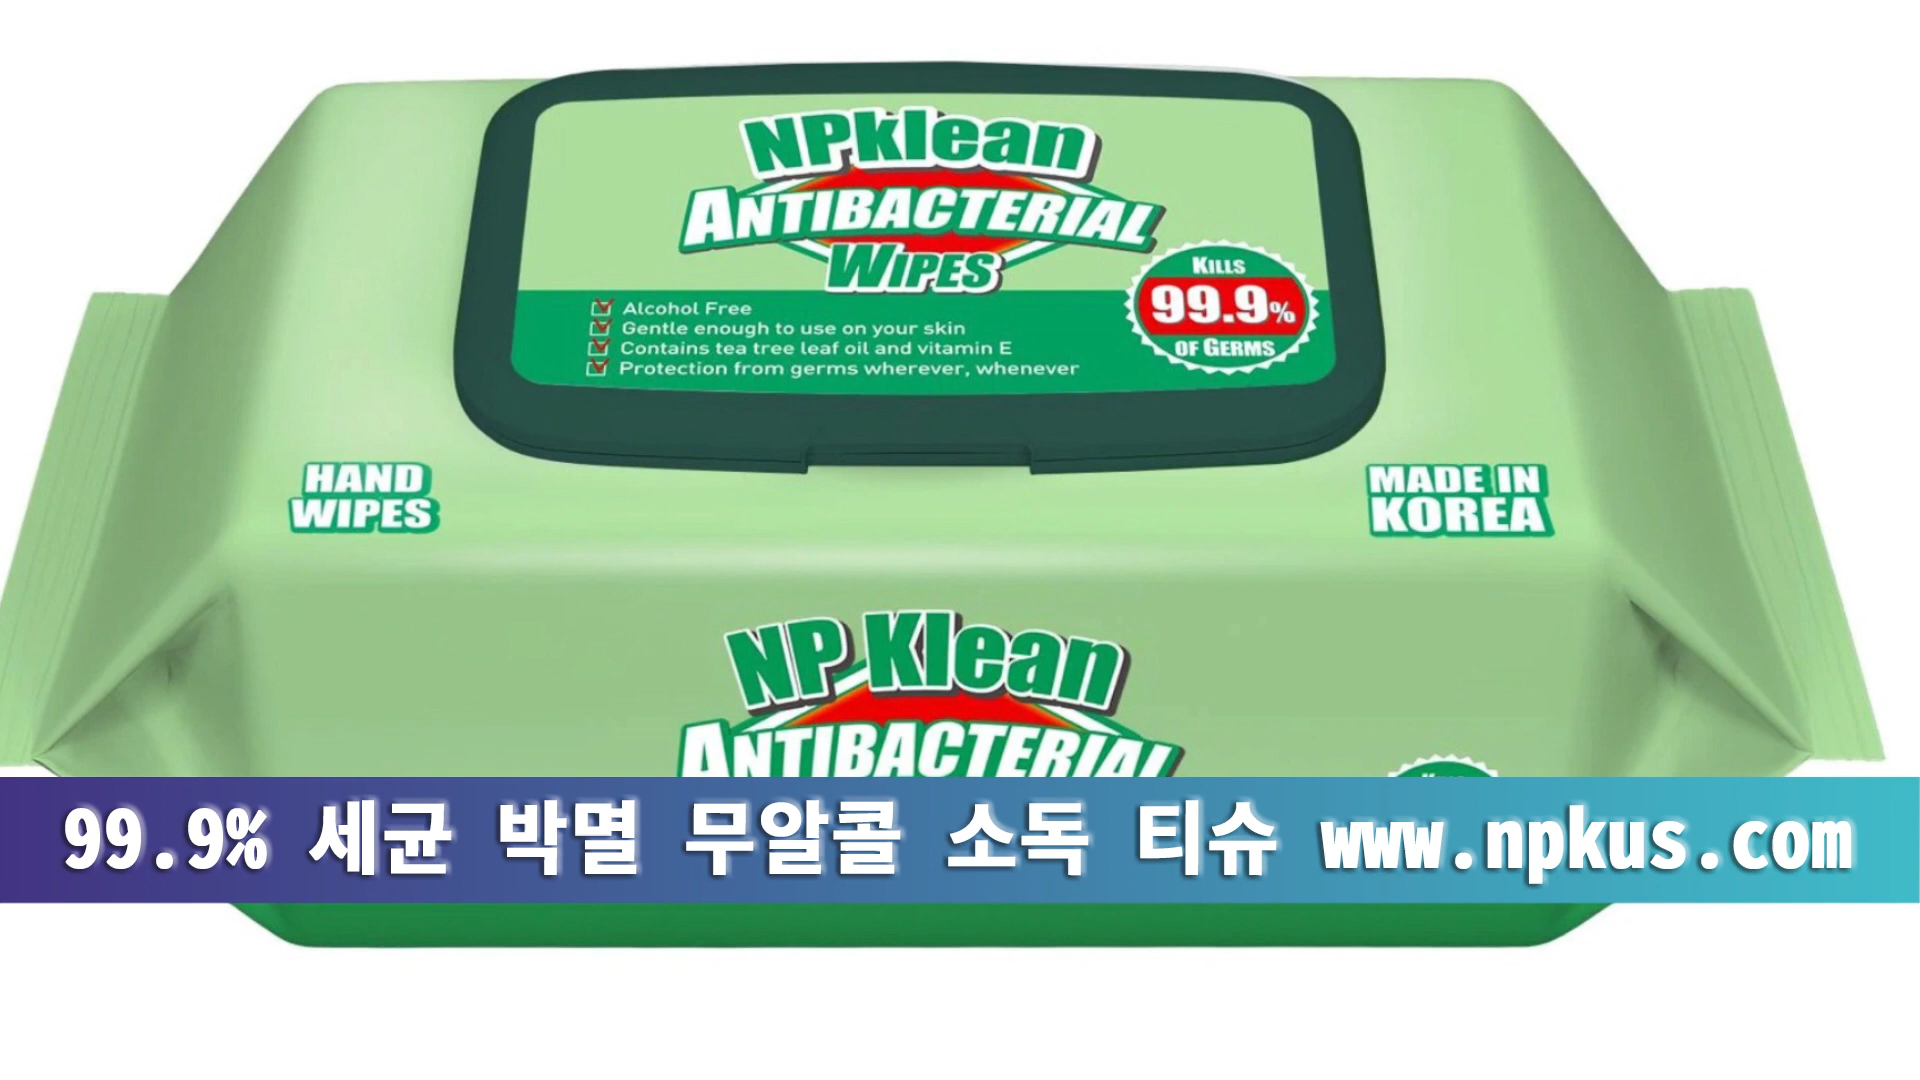 NPklean
ANTIBACTERIAL
WIPES
Alcohol Free
Gentle enough to use on your skin
Contains tea tree leaf oil and vitamin E
Protection from germs wherever, whenever
KILLS
99.9%
OF GERMS
HAND
WIPES
MADE IN
KOREA
NP Klean
ANTIBACTERIAL
99.9% 세균 박멸 무알콜 소독 티슈 www.npkus.com